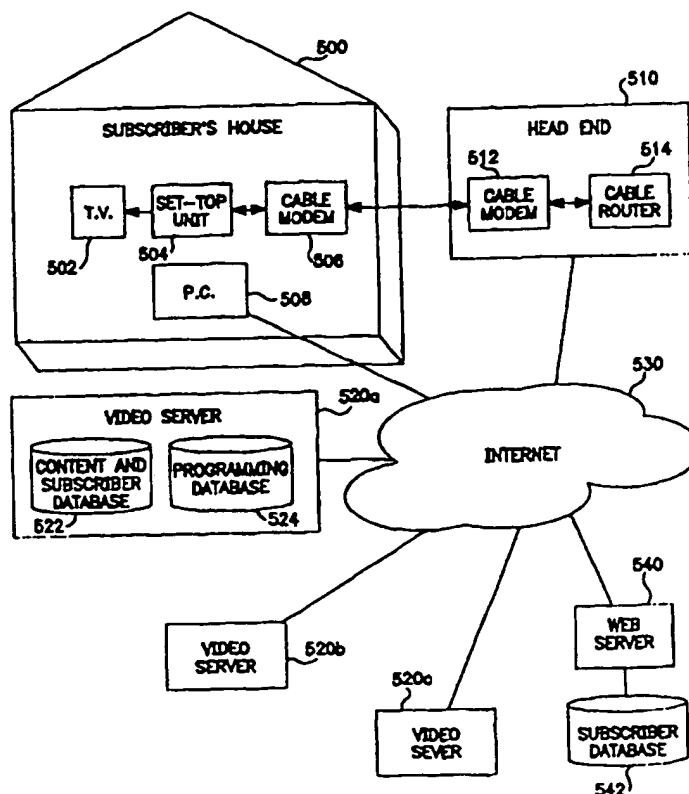 500
SUBSCRIBER'S HOUSE
T.V.
502
SET-TOP
UNIT
504
CABLE
MODEM
506
P.C.
508
510
HEAD END
512
CABLE
MODEM
514
CABLE
ROUTER
530
INTERNET
520a
VIDEO SERVER
CONTENT AND
SUBSCRIBER
DATABASE
522
PROGRAMMING
DATABASE
524
VIDEO
SERVER
520b
520c
VIDEO
SEVER
540
WEB
SERVER
SUBSCRIBER
DATABASE
542